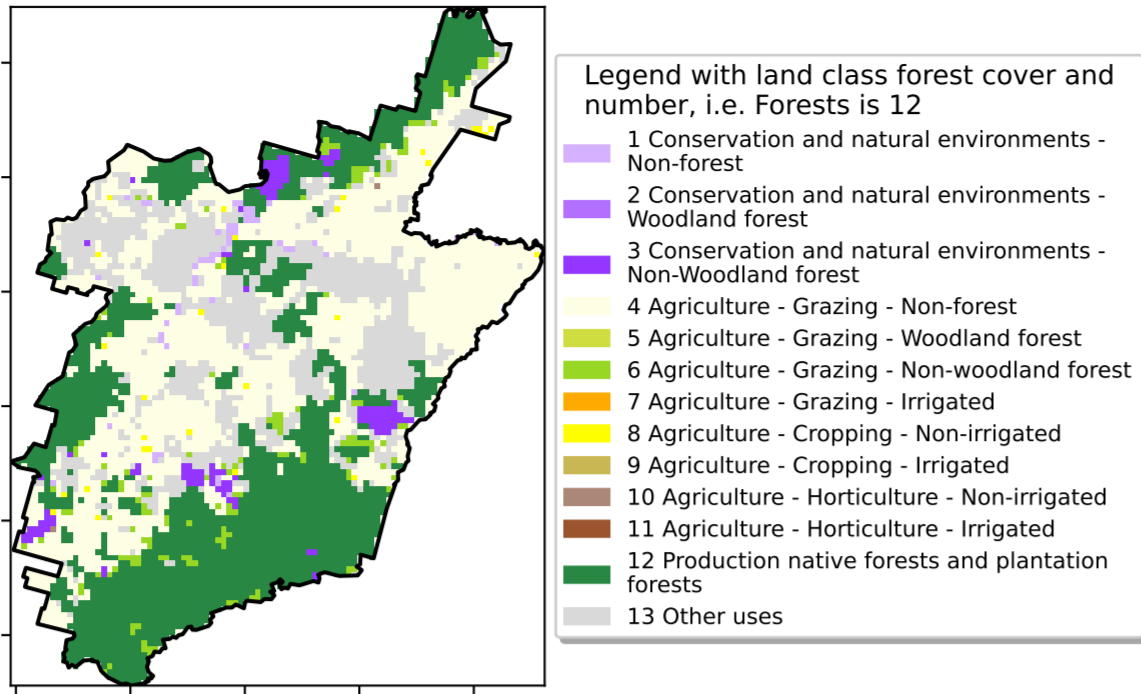 Legend with land class forest cover and
number, i.e. Forests is 12
1 Conservation and natural environments -
Non-forest
2 Conservation and natural environments -
Woodland forest
3 Conservation and natural environments -
Non-Woodland forest
4 Agriculture - Grazing - Non-forest
5 Agriculture - Grazing - Woodland forest
6 Agriculture - Grazing - Non-woodland forest
7 Agriculture - Grazing - Irrigated
8 Agriculture - Cropping - Non-irrigated
9 Agriculture - Cropping - Irrigated
10 Agriculture - Horticulture - Non-irrigated
11 Agriculture - Horticulture - Irrigated
12 Production native forests and plantation
forests
13 Other uses